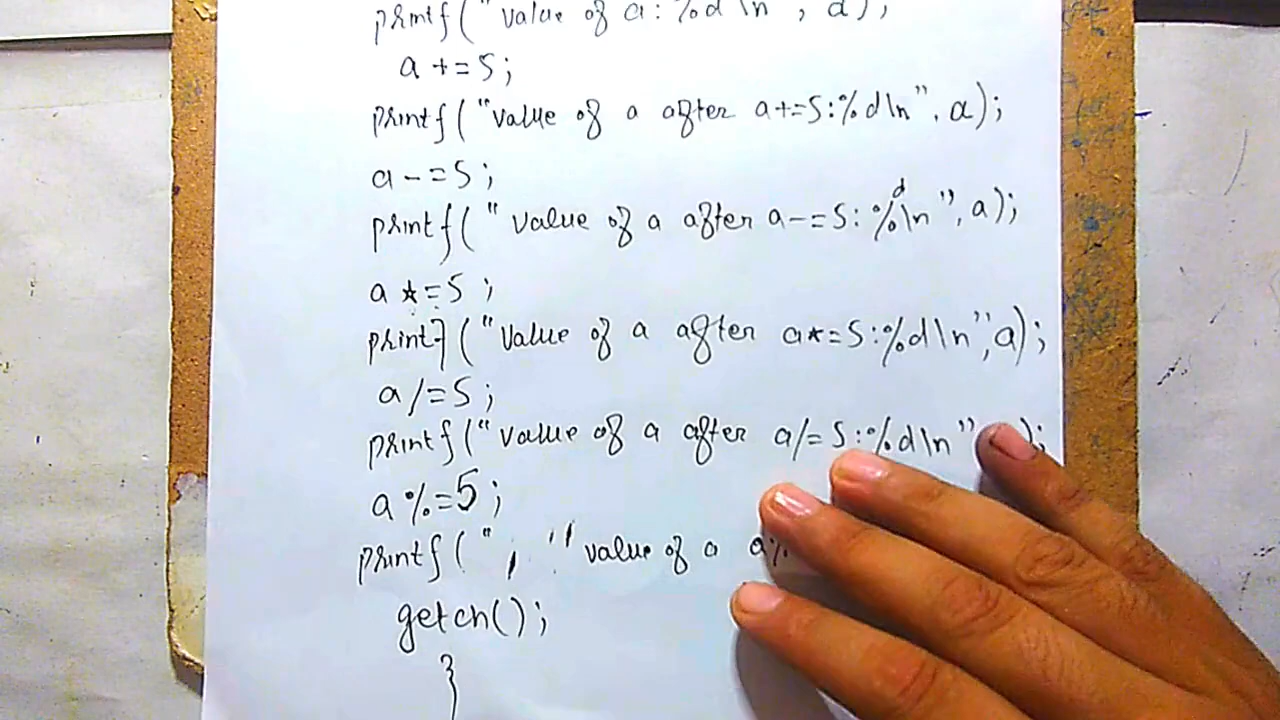 printf ( " value of a : %d \n " , a ) ;
a += 5 ;
printf ( "value of a after a+=5:%d\n", a);
a -= 5 ;
printf ( " value of a after a-=5: %d\n ", a);
a *=5 ;
printf ( "value of a after a*=5:%d\n", a);
a /=5 ;
printf ( "value of a after a/=5:%d\n" );
a %=5 ;
printf ( " , '' value of a a%
getch();
}